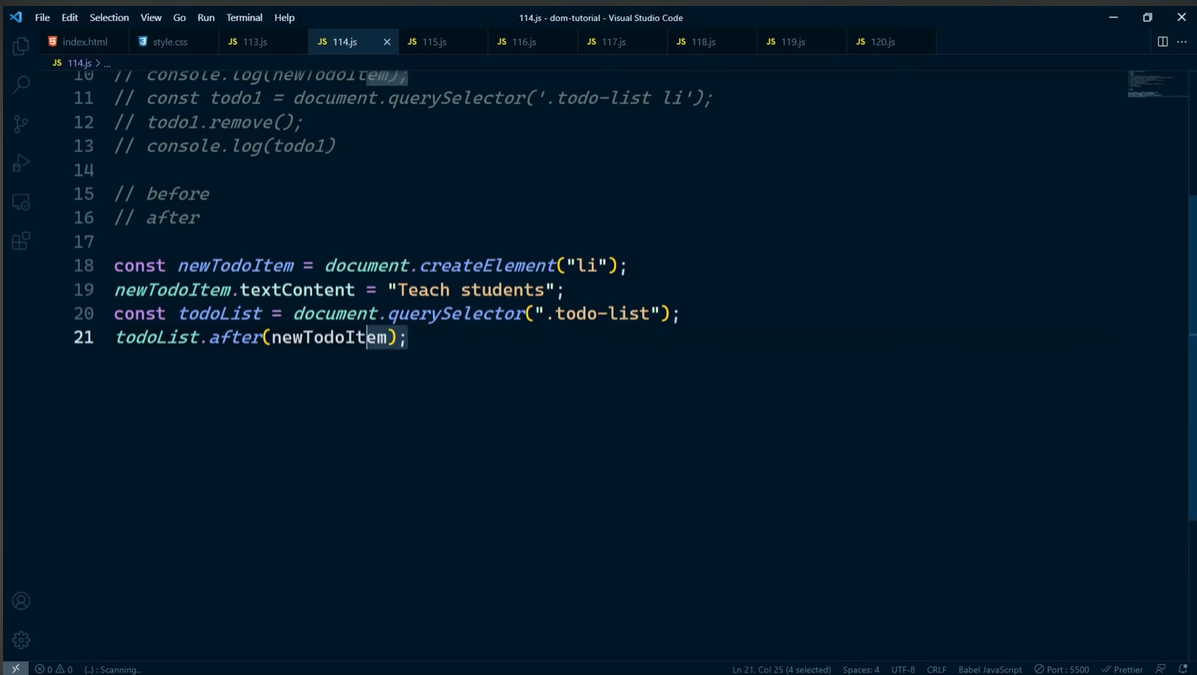 File Edit Selection View Go Run Terminal Help 114.js - dom-tutorial - Visual Studio Code
index.html style.css JS 113.js JS 114.js JS 115.js JS 116.js JS 117.js JS 118.js JS 119.js JS 120.js
JS 114.js > ...
10 // console.log(newTodoItem);
11 // const todo1 = document.querySelector('.todo-list li');
12 // todo1.remove();
13 // console.log(todo1)
14
15 // before
16 // after
17
18 const newTodoItem = document.createElement("li");
19 newTodoItem.textContent = "Teach students";
20 const todoList = document.querySelector(".todo-list");
21 todoList.after(newTodoItem);
0 0 {..} : Scanning.. Ln 21, Col 25 (4 selected) Spaces: 4 UTF-8 CRLF Babel JavaScript Port : 5500 Prettier